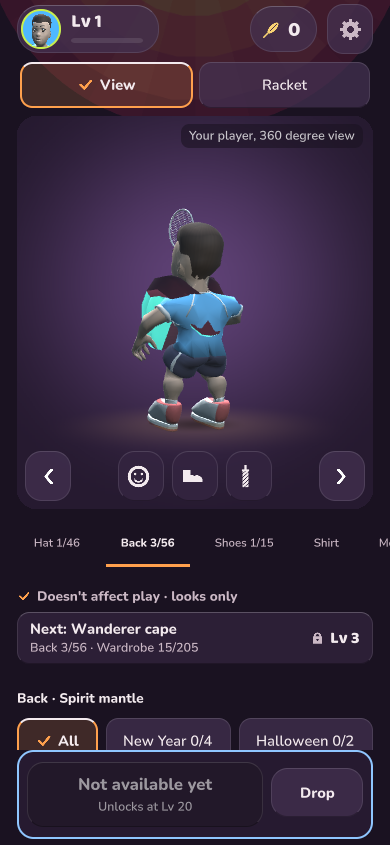 Lv 1
0
View
Racket
Your player, 360 degree view
Hat 1/46
Back 3/56
Shoes 1/15
Shirt
Doesn't affect play · looks only
Next: Wanderer cape
Back 3/56 · Wardrobe 15/205
Lv 3
Back · Spirit mantle
All
New Year 0/4
Halloween 0/2
Not available yet
Unlocks at Lv 20
Drop